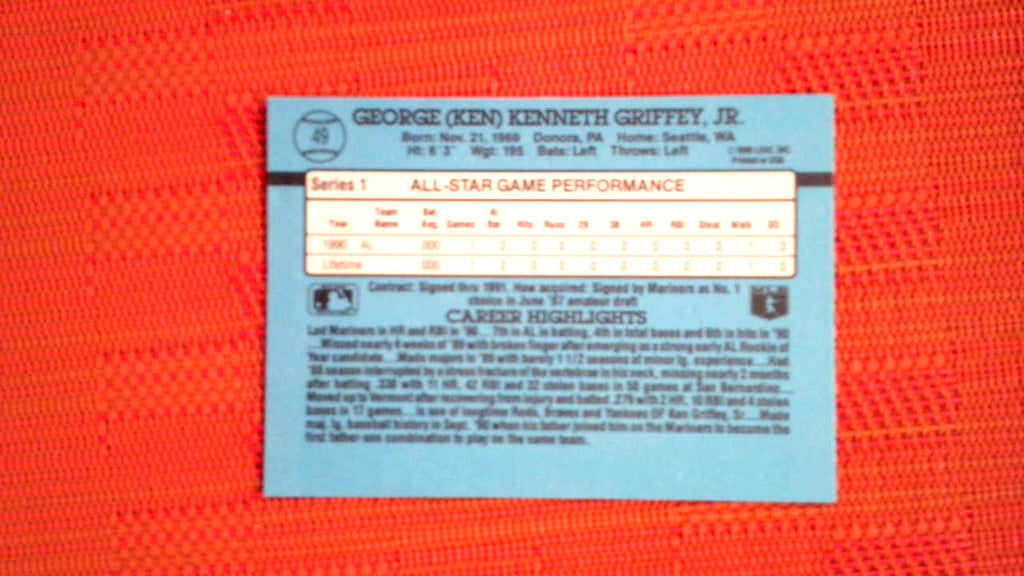 49
GEORGE (KEN) KENNETH GRIFFEY, JR.
Born: Nov. 21, 1969 Donora, PA Home: Seattle, WA
Ht: 6'3" Wgt: 195 Bats: Left Throws: Left
Printed in USA
Series 1 ALL-STAR GAME PERFORMANCE
Team Bat. At
Year Name Avg. Games Bat Hits Runs 2B 3B HR RBI Steal Walk SO
1990 AL .000 1 2 0 0 0 0 0 0 0 1 0
Lifetime .000 1 2 0 0 0 0 0 0 0 1 0
Contract: Signed thru 1991. How acquired: Signed by Mariners as No. 1
choice in June '87 amateur draft
CAREER HIGHLIGHTS
Led Mariners in HR and RBI in '90... 7th in AL in batting, 4th in total bases and 6th in hits in '90
...Missed nearly 6 weeks of '89 with broken finger after emerging as a strong early AL Rookie of
Year candidate...Made majors in '89 with barely 1 1/2 seasons of minor lg. experience...Had
'88 season interrupted by a stress fracture of the vertebrae in his neck, missing nearly 2 months
after batting .338 with 11 HR, 42 RBI and 32 stolen bases in 58 games at San Bernardino...
Moved up to Vermont after recovering from injury and batted .279 with 2 HR, 10 RBI and 4 stolen
bases in 17 games...Is son of longtime Reds, Braves and Yankees OF Ken Griffey, Sr...Made
maj. lg. baseball history in Sept. '90 when his father joined him on the Mariners to become the
first father-son combination to play on the same team.